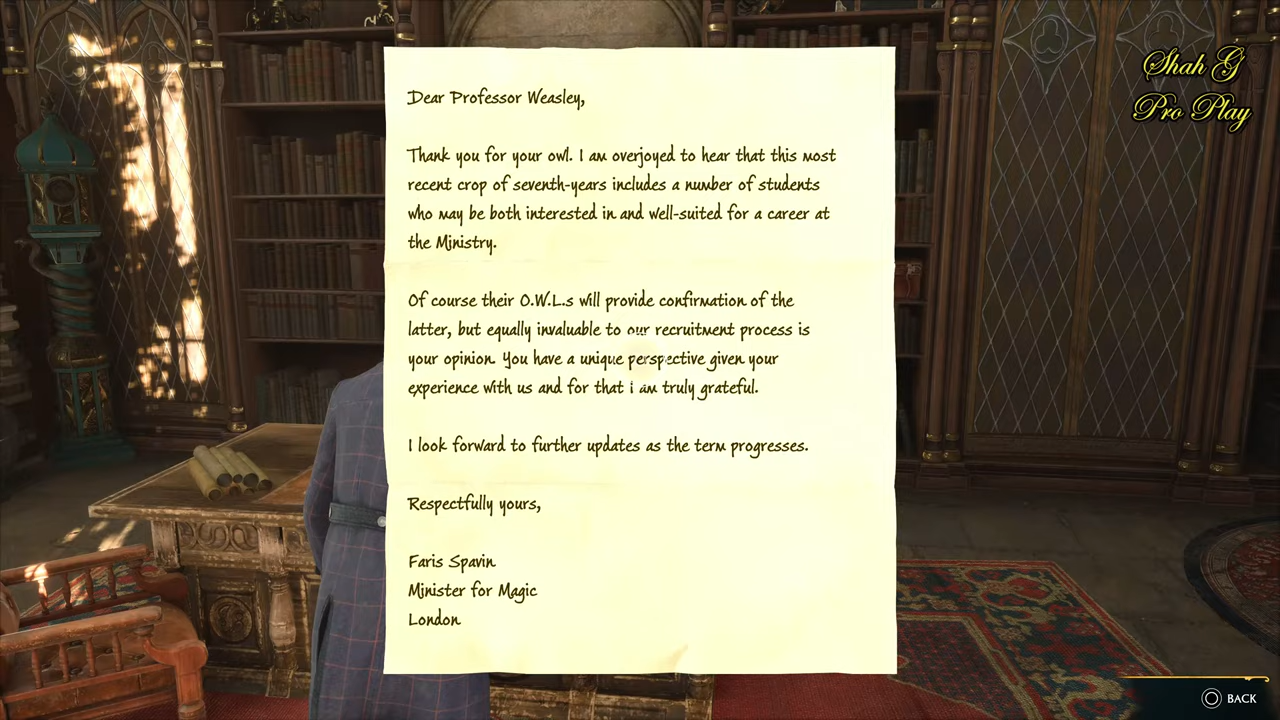 Shah G
Pro Play
Dear Professor Weasley,
Thank you for your owl. I am overjoyed to hear that this most
recent crop of seventh-years includes a number of students
who may be both interested in and well-suited for a career at
the Ministry.
Of course their O.W.L.s will provide confirmation of the
latter, but equally invaluable to our recruitment process is
your opinion. You have a unique perspective given your
experience with us and for that i am truly grateful.
I look forward to further updates as the term progresses.
Respectfully yours,
Faris Spavin
Minister for Magic
London
BACK